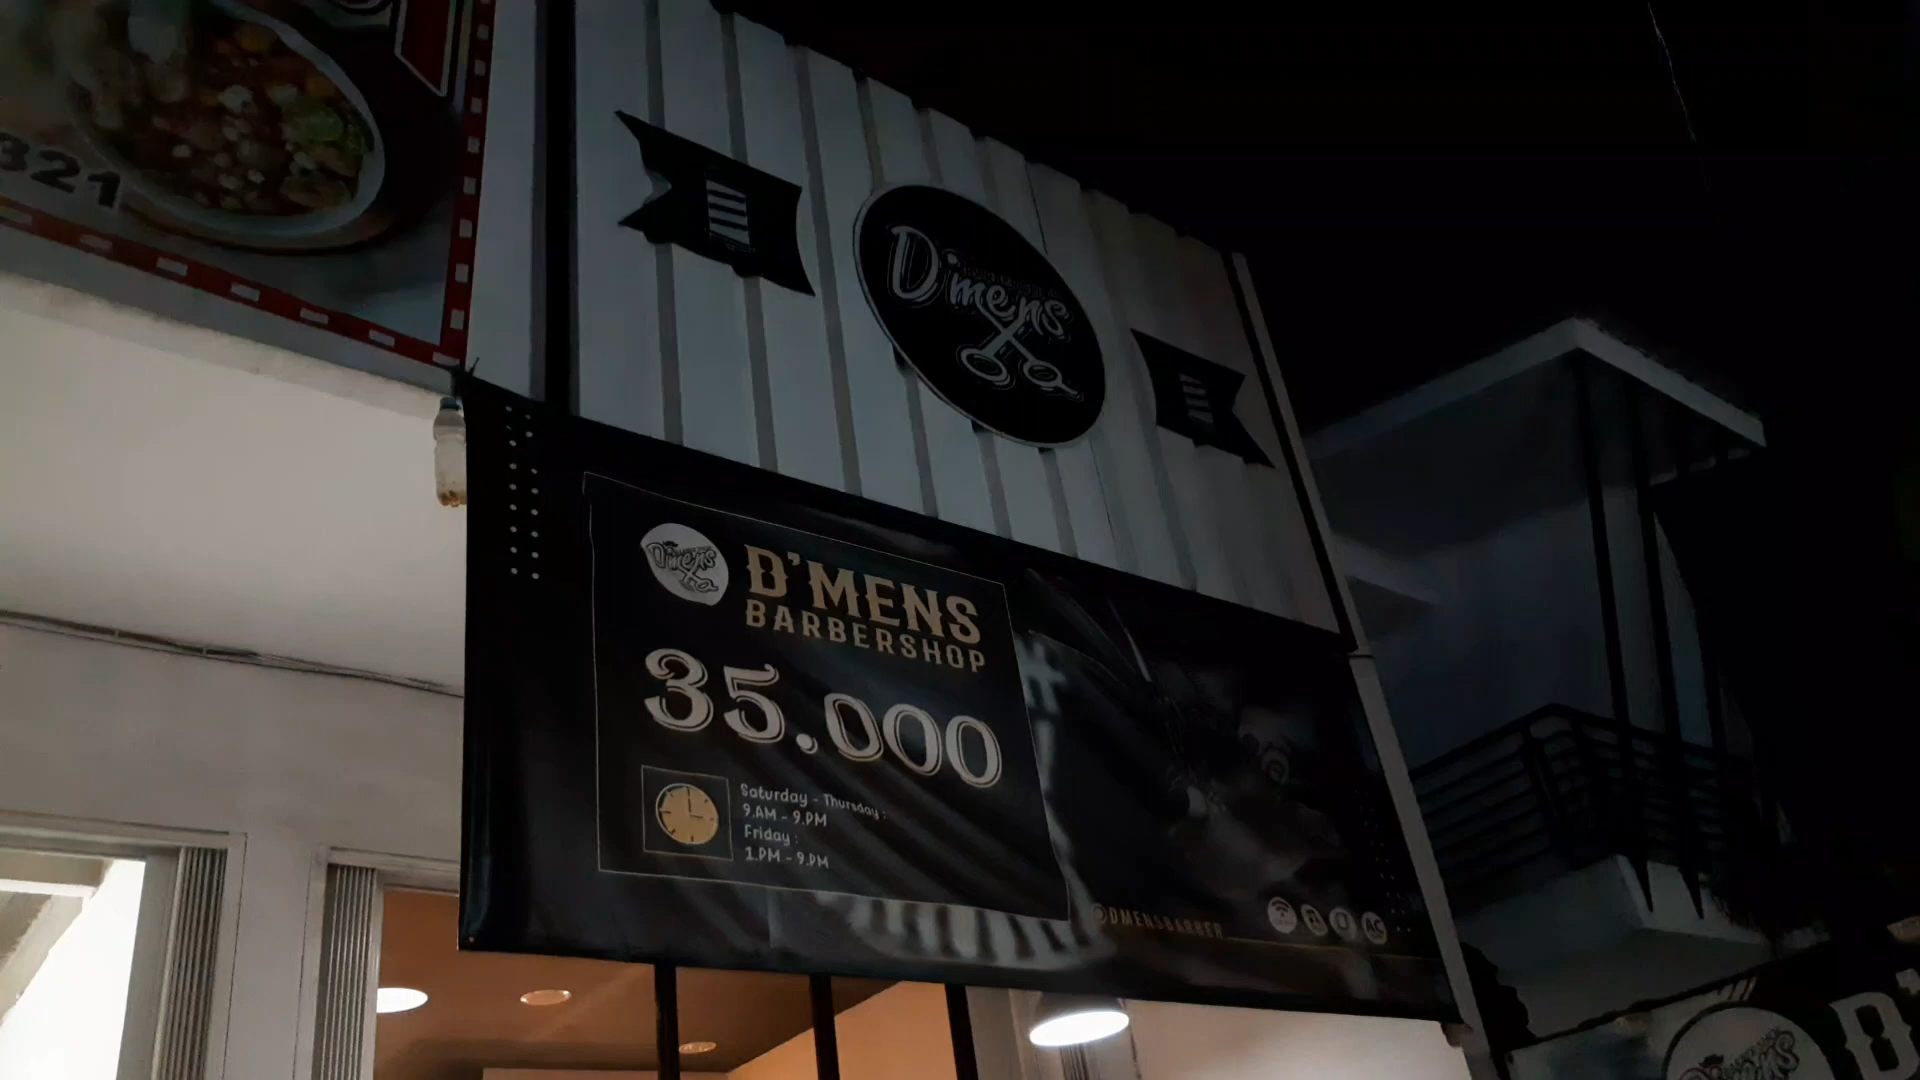 321
D'mens
D'mens
D'MENS
BARBERSHOP
35.000
Saturday - Thursday :
9.AM - 9.PM
Friday :
1.PM - 9.PM
@DMENSBARBER
AC
D'